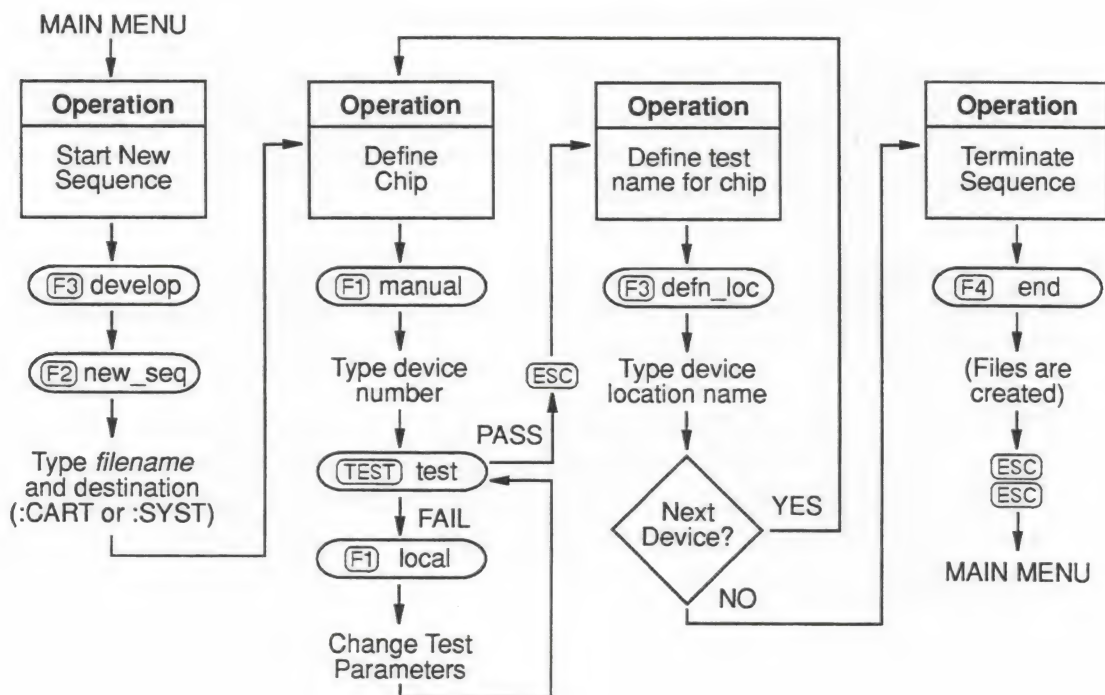 MAIN MENU
Operation
Start New
Sequence
F3 develop
F2 new_seq
Type filename
and destination
(:CART or :SYST)
Operation
Define
Chip
F1 manual
Type device
number
TEST test
PASS
FAIL
F1 local
Change Test
Parameters
ESC
Operation
Define test
name for chip
F3 defn_loc
Type device
location name
Next
Device?
YES
NO
Operation
Terminate
Sequence
F4 end
(Files are
created)
ESC
ESC
MAIN MENU